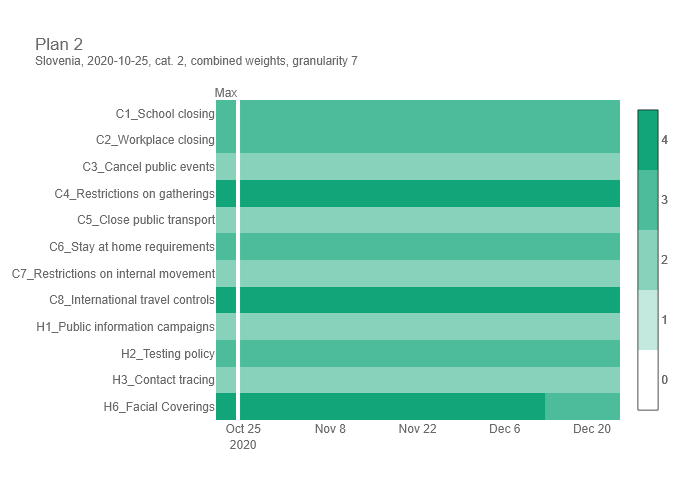 Plan 2
Slovenia, 2020-10-25, cat. 2, combined weights, granularity 7
Max
C1_School closing
C2_Workplace closing
C3_Cancel public events
C4_Restrictions on gatherings
C5_Close public transport
C6_Stay at home requirements
C7_Restrictions on internal movement
C8_International travel controls
H1_Public information campaigns
H2_Testing policy
H3_Contact tracing
H6_Facial Coverings
Oct 25 Nov 8 Nov 22 Dec 6 Dec 20
2020
4
3
2
1
0